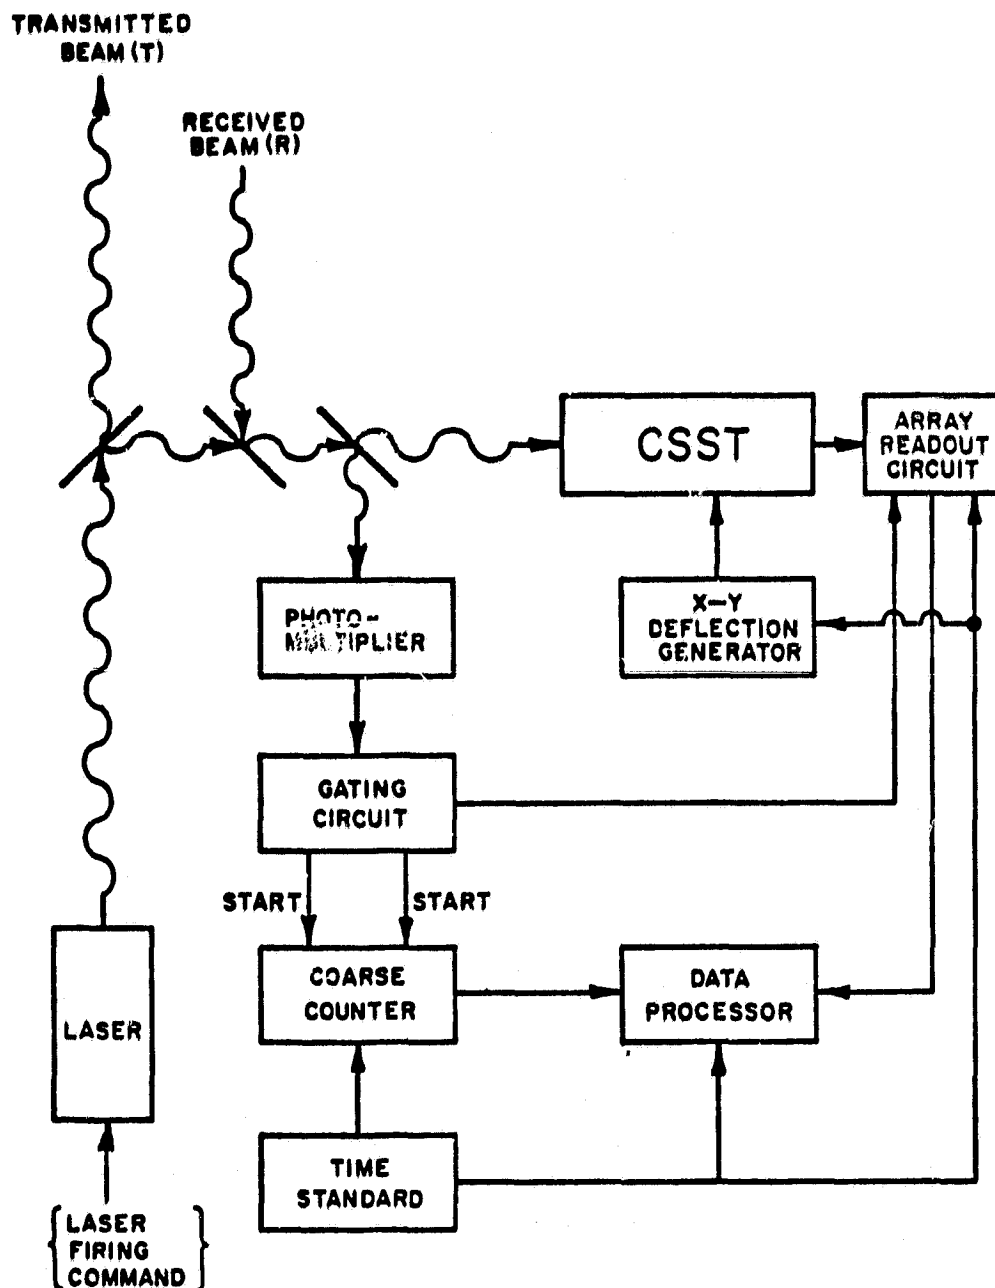 TRANSMITTED
BEAM (T)
RECEIVED
BEAM (R)
CSST
ARRAY
READOUT
CIRCUIT
PHOTO-
MULTIPLIER
X-Y
DEFLECTION
GENERATOR
GATING
CIRCUIT
START
START
COARSE
COUNTER
DATA
PROCESSOR
LASER
TIME
STANDARD
{LASER
FIRING
COMMAND}